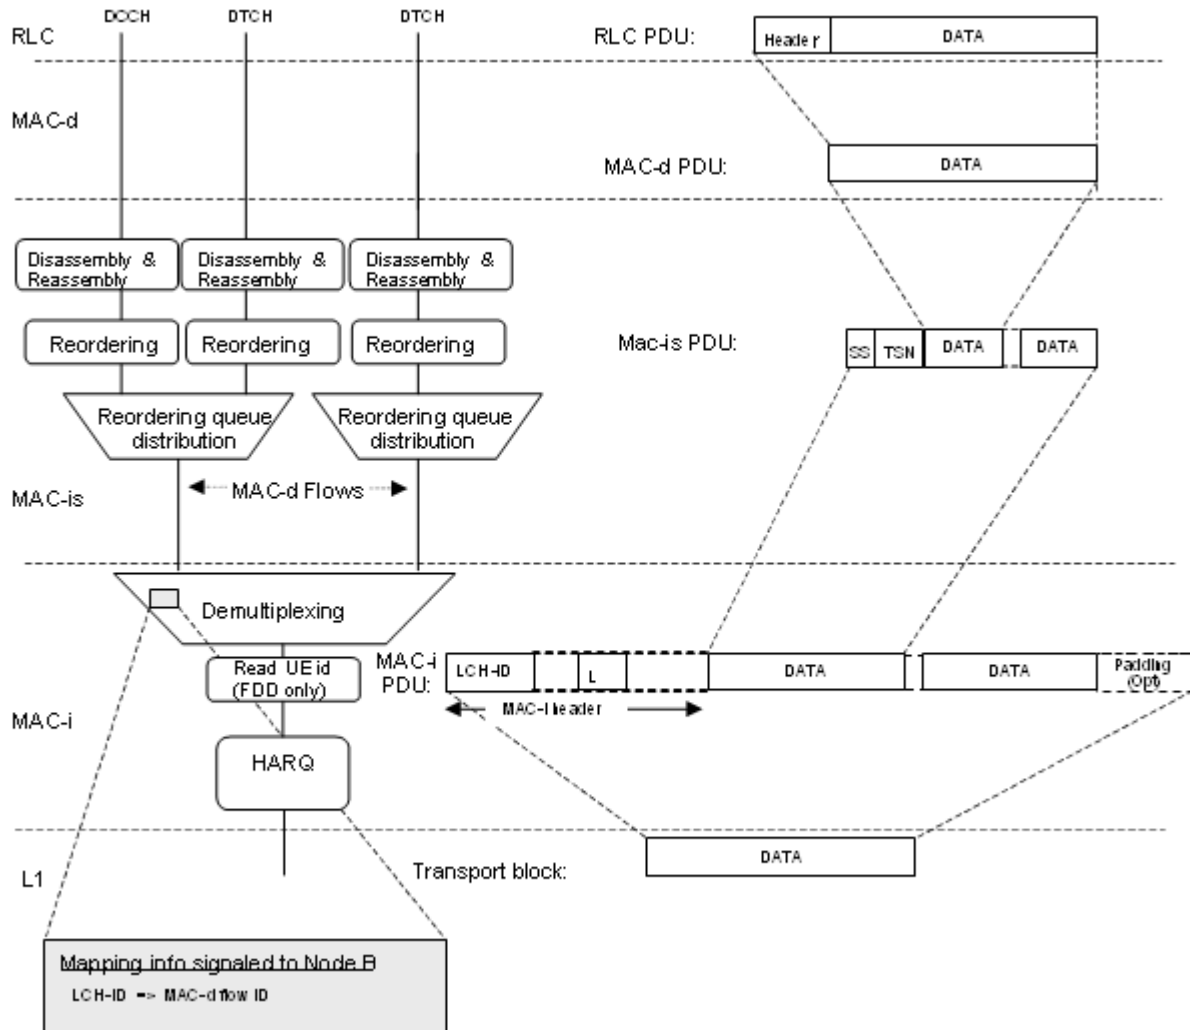 DCCH DTCH DTCH
RLC
RLC PDU:
Header DATA
MAC-d
MAC-d PDU:
DATA
Disassembly & Reassembly
Disassembly & Reassembly
Disassembly & Reassembly
Reordering
Reordering
Reordering
Mac-is PDU:
SS TSN DATA DATA
Reordering queue distribution
Reordering queue distribution
MAC-d Flows
MAC-is
Demultiplexing
Read UE id
(FDD only)
MAC-i
PDU:
LCH-ID L DATA DATA Padding
(Opt)
MAC-i header
MAC-i
HARQ
L1
Transport block:
DATA
Mapping info signaled to Node B
LCH-ID => MAC-d flow ID